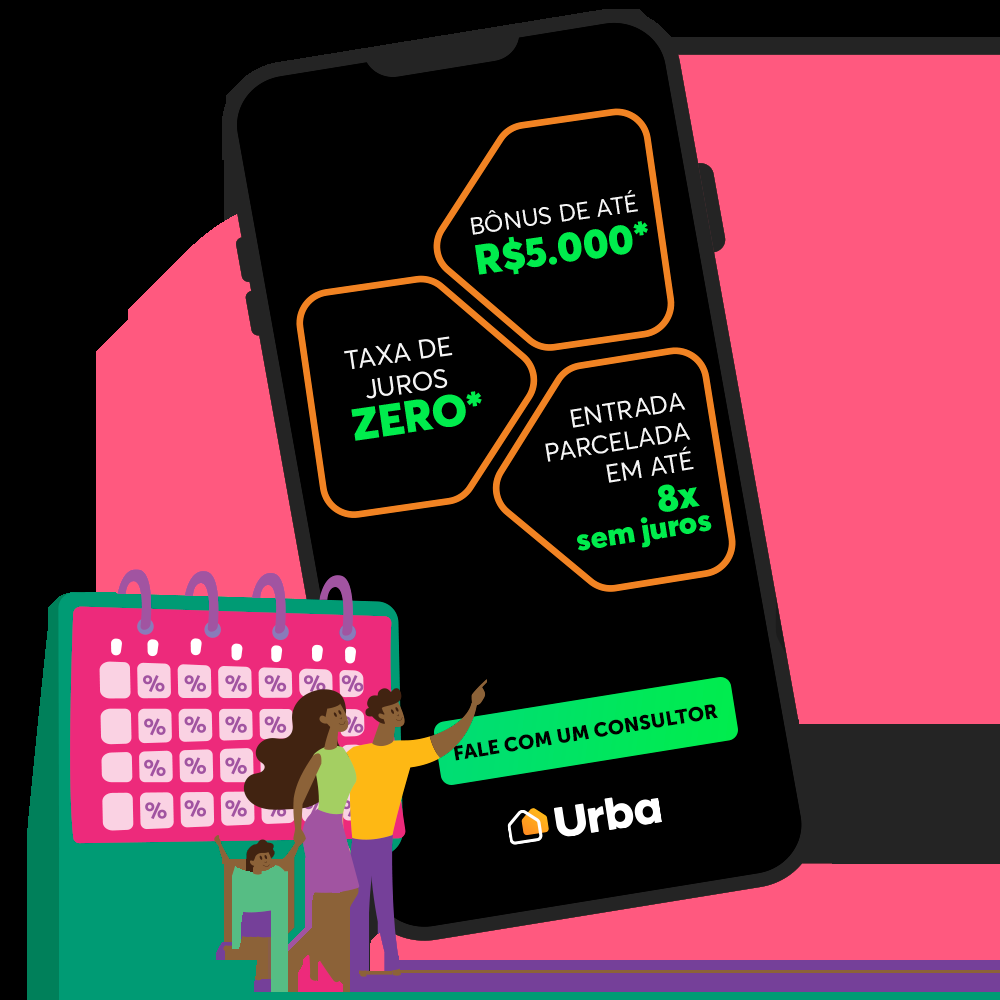 BÔNUS DE ATÉ
R$5.000*
TAXA DE
JUROS
ZERO*
ENTRADA
PARCELADA
EM ATÉ
8x
sem juros
% % % % % %
% % % % %
% % %
% % % % %
FALE COM UM CONSULTOR
Urba